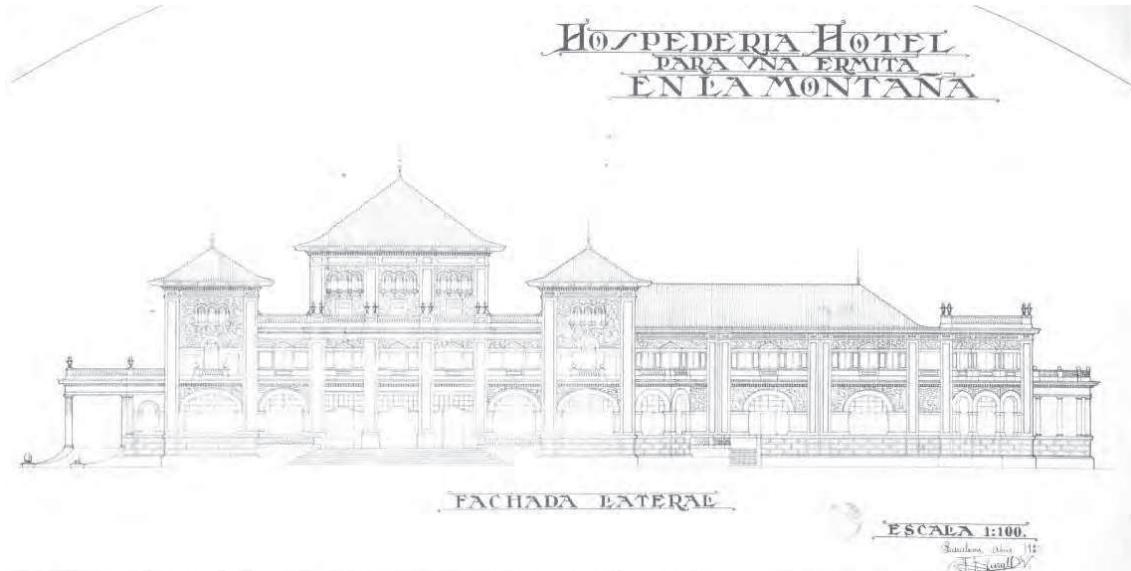 HOSPEDERIA HOTEL
PARA VNA ERMITA
EN LA MONTAÑA
FACHADA LATERAL
ESCALA 1:100.